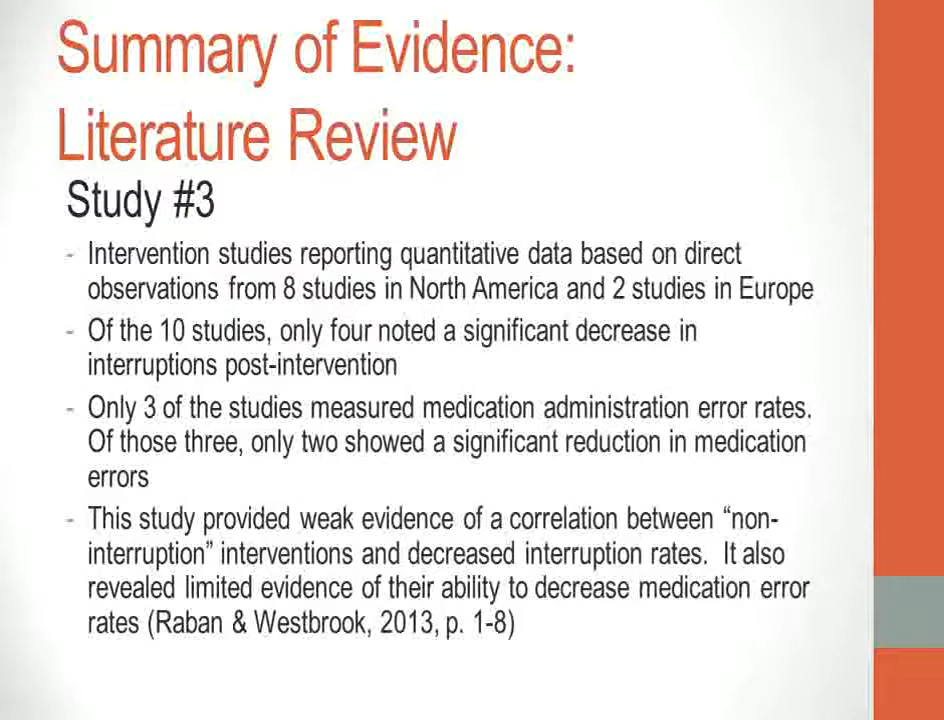 Summary of Evidence:
Literature Review
Study #3
- Intervention studies reporting quantitative data based on direct
observations from 8 studies in North America and 2 studies in Europe
- Of the 10 studies, only four noted a significant decrease in
interruptions post-intervention
- Only 3 of the studies measured medication administration error rates.
Of those three, only two showed a significant reduction in medication
errors
- This study provided weak evidence of a correlation between “non-
interruption” interventions and decreased interruption rates.  It also
revealed limited evidence of their ability to decrease medication error
rates (Raban & Westbrook, 2013, p. 1-8)